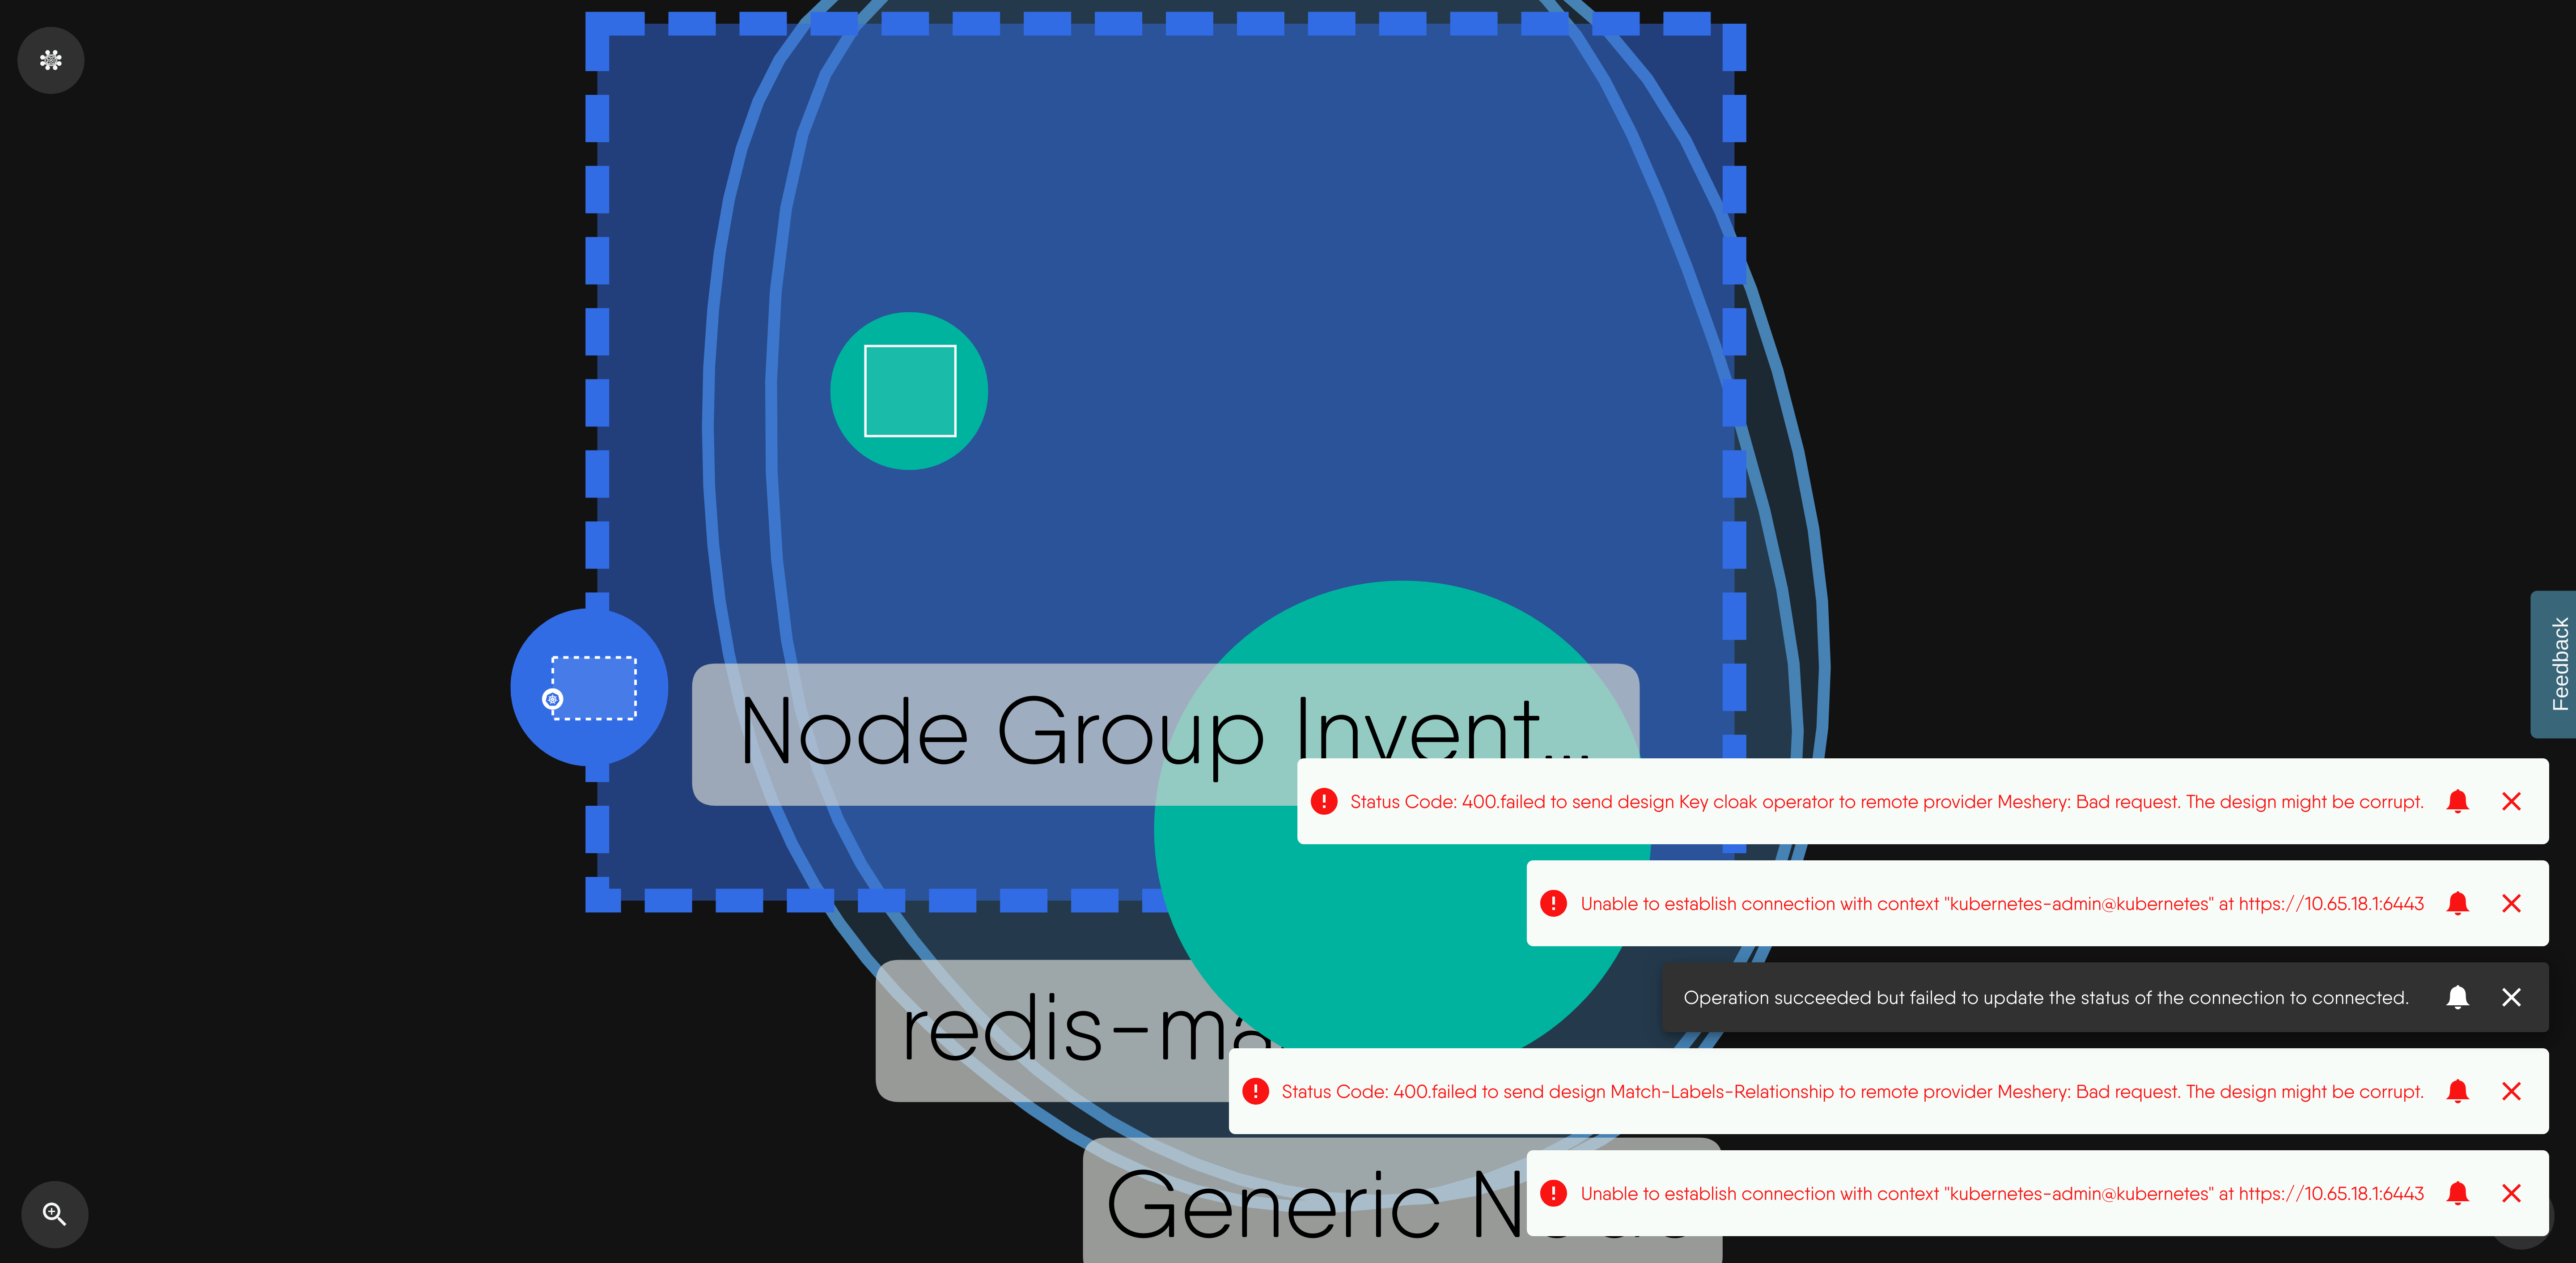 Feedback
Node Group Invent...
Status Code: 400.failed to send design Key cloak operator to remote provider Meshery: Bad request. The design might be corrupt.
Unable to establish connection with context "kubernetes-admin@kubernetes" at https://10.65.18.1:6443
Operation succeeded but failed to update the status of the connection to connected.
redis-ma
Status Code: 400.failed to send design Match-Labels-Relationship to remote provider Meshery: Bad request. The design might be corrupt.
Generic N
Unable to establish connection with context "kubernetes-admin@kubernetes" at https://10.65.18.1:6443